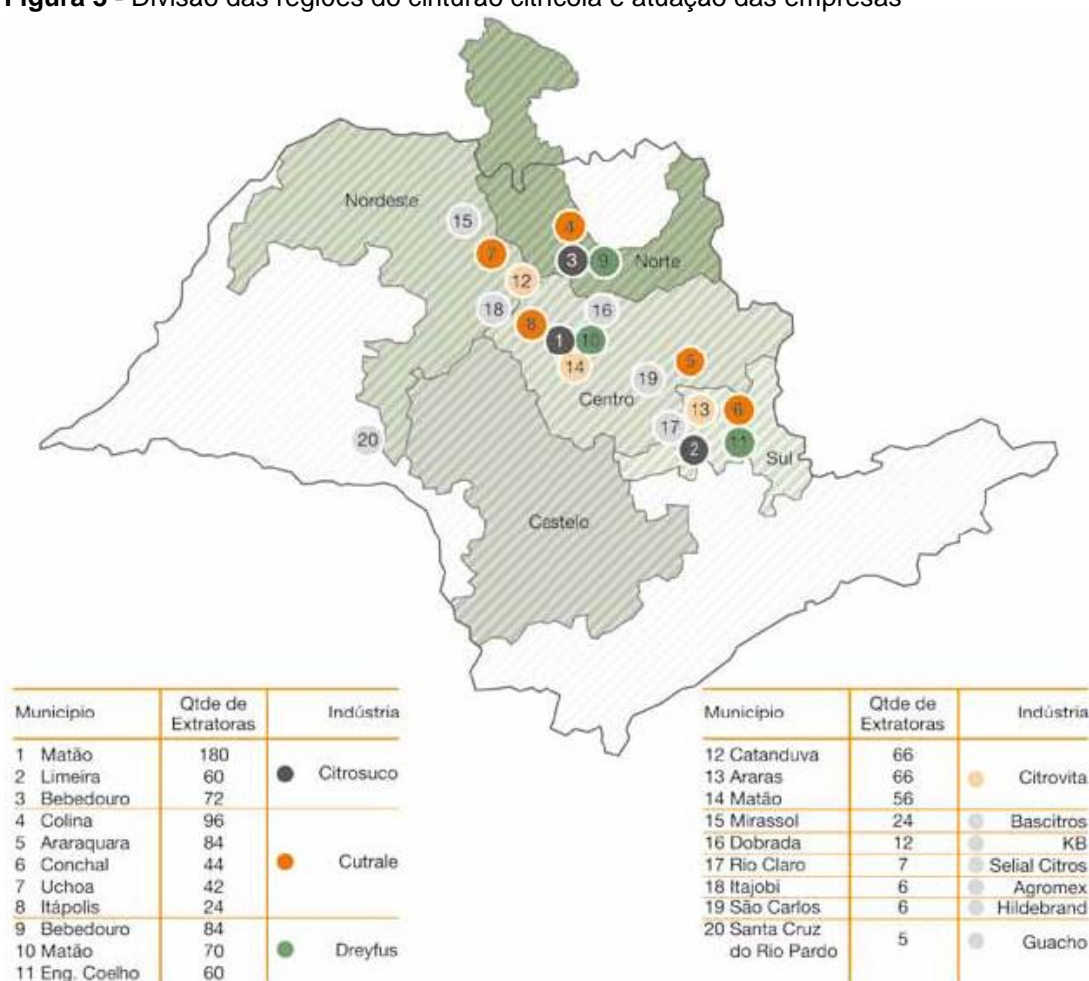 Figura 5 - Divisão das regiões do cinturão citrícola e atuação das empresas
Nordeste
15
4
7
3
9
Norte
12
18
16
8
1
10
5
14
19
Centro
13
6
17
11
20
2
Sul
Castelo
Município Qtde de Extratoras Indústria
1 Matão 180
2 Limeira 60 Citrosuco
3 Bebedouro 72
4 Colina 96
5 Araraquara 84
6 Conchal 44 Cutrale
7 Uchoa 42
8 Itápolis 24
9 Bebedouro 84
10 Matão 70 Dreyfus
11 Eng. Coelho 60
Município Qtde de Extratoras Indústria
12 Catanduva 66
13 Araras 66 Citrovita
14 Matão 56
15 Mirassol 24 Bascitros
16 Dobrada 12 KB
17 Rio Claro 7 Selial Citros
18 Itajobi 6 Agromex
19 São Carlos 6 Hildebrand
20 Santa Cruz
do Rio Pardo 5 Guacho